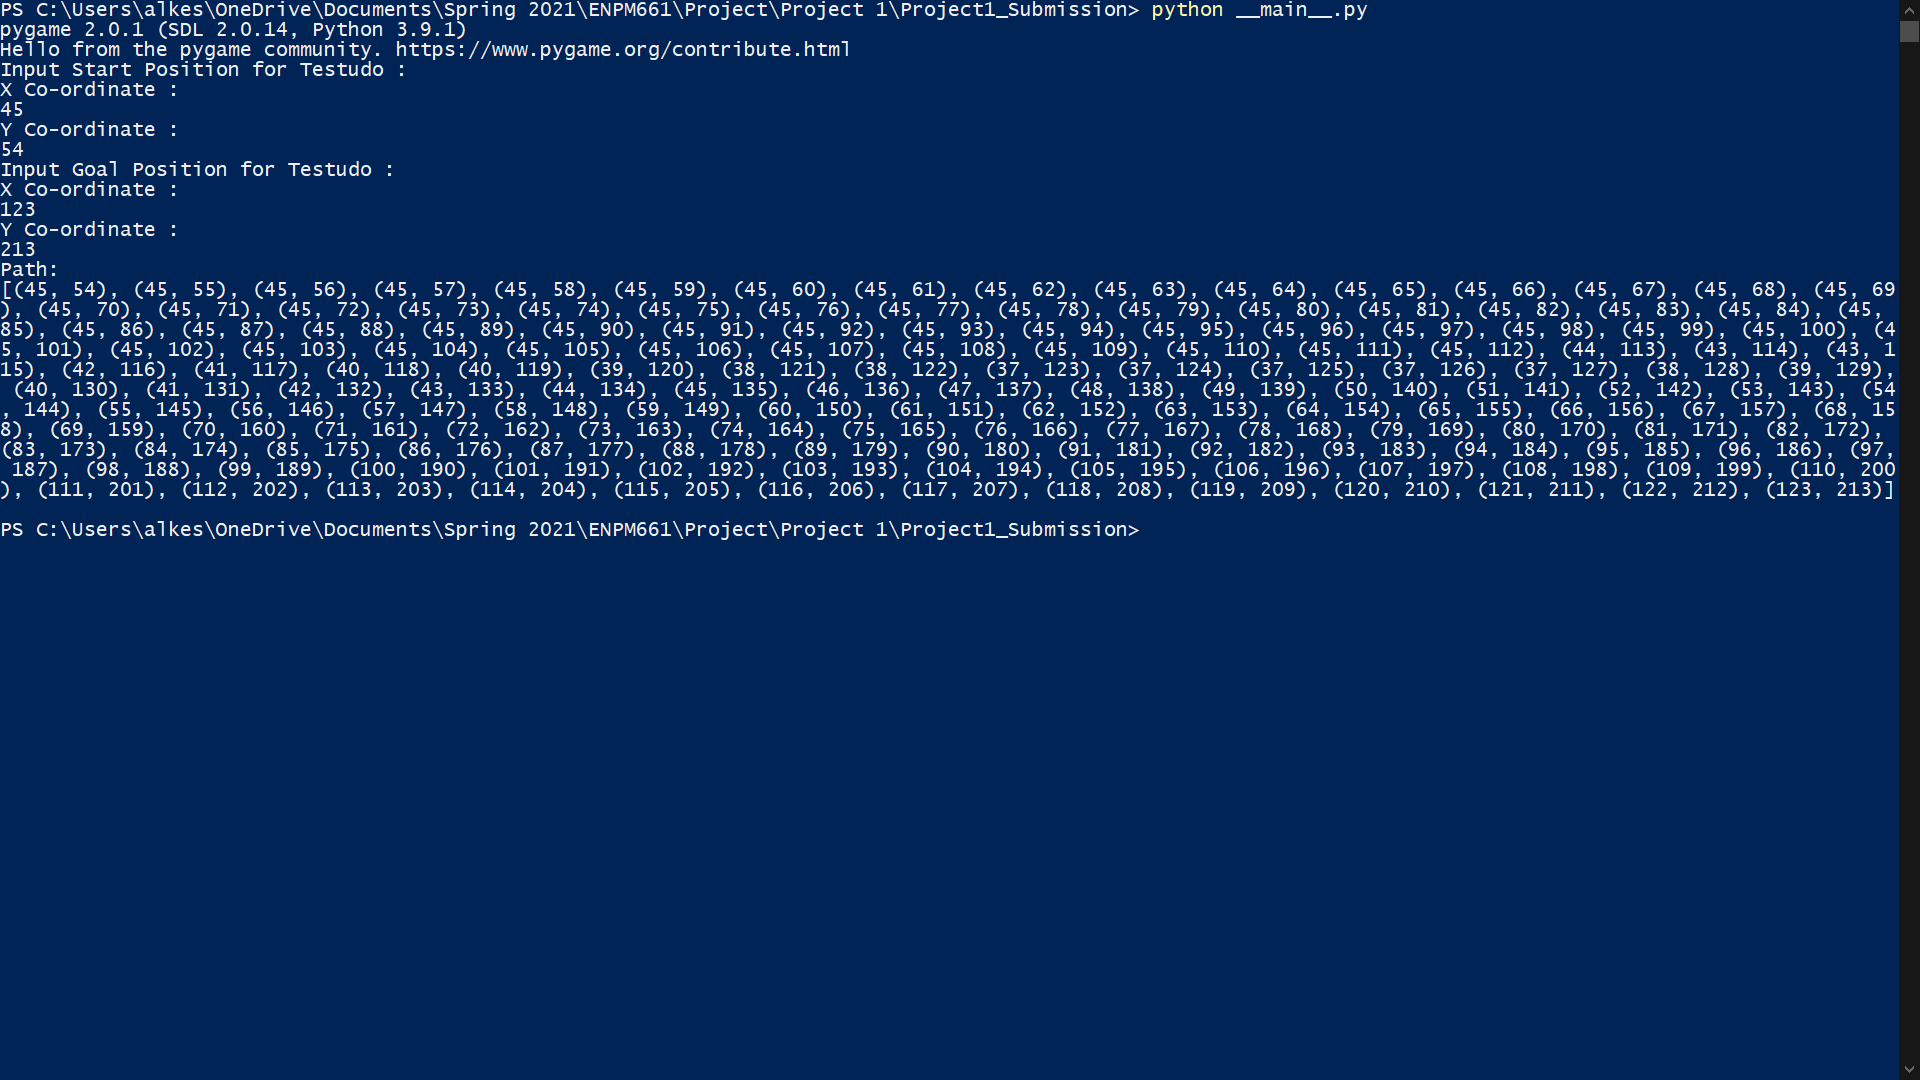 PS C:\Users\alkes\OneDrive\Documents\Spring 2021\ENPM661\Project\Project 1\Project1_Submission> python __main__.py
pygame 2.0.1 (SDL 2.0.14, Python 3.9.1)
Hello from the pygame community. https://www.pygame.org/contribute.html
Input Start Position for Testudo :
X Co-ordinate :
45
Y Co-ordinate :
54
Input Goal Position for Testudo :
X Co-ordinate :
123
Y Co-ordinate :
213
Path:
[(45, 54), (45, 55), (45, 56), (45, 57), (45, 58), (45, 59), (45, 60), (45, 61), (45, 62), (45, 63), (45, 64), (45, 65), (45, 66), (45, 67), (45, 68), (45, 69
), (45, 70), (45, 71), (45, 72), (45, 73), (45, 74), (45, 75), (45, 76), (45, 77), (45, 78), (45, 79), (45, 80), (45, 81), (45, 82), (45, 83), (45, 84), (45,
85), (45, 86), (45, 87), (45, 88), (45, 89), (45, 90), (45, 91), (45, 92), (45, 93), (45, 94), (45, 95), (45, 96), (45, 97), (45, 98), (45, 99), (45, 100), (4
5, 101), (45, 102), (45, 103), (45, 104), (45, 105), (45, 106), (45, 107), (45, 108), (45, 109), (45, 110), (45, 111), (45, 112), (44, 113), (43, 114), (43, 1
15), (42, 116), (41, 117), (40, 118), (40, 119), (39, 120), (38, 121), (38, 122), (37, 123), (37, 124), (37, 125), (37, 126), (37, 127), (38, 128), (39, 129),
(40, 130), (41, 131), (42, 132), (43, 133), (44, 134), (45, 135), (46, 136), (47, 137), (48, 138), (49, 139), (50, 140), (51, 141), (52, 142), (53, 143), (54
, 144), (55, 145), (56, 146), (57, 147), (58, 148), (59, 149), (60, 150), (61, 151), (62, 152), (63, 153), (64, 154), (65, 155), (66, 156), (67, 157), (68, 15
8), (69, 159), (70, 160), (71, 161), (72, 162), (73, 163), (74, 164), (75, 165), (76, 166), (77, 167), (78, 168), (79, 169), (80, 170), (81, 171), (82, 172),
(83, 173), (84, 174), (85, 175), (86, 176), (87, 177), (88, 178), (89, 179), (90, 180), (91, 181), (92, 182), (93, 183), (94, 184), (95, 185), (96, 186), (97,
187), (98, 188), (99, 189), (100, 190), (101, 191), (102, 192), (103, 193), (104, 194), (105, 195), (106, 196), (107, 197), (108, 198), (109, 199), (110, 200
), (111, 201), (112, 202), (113, 203), (114, 204), (115, 205), (116, 206), (117, 207), (118, 208), (119, 209), (120, 210), (121, 211), (122, 212), (123, 213)]
PS C:\Users\alkes\OneDrive\Documents\Spring 2021\ENPM661\Project\Project 1\Project1_Submission>